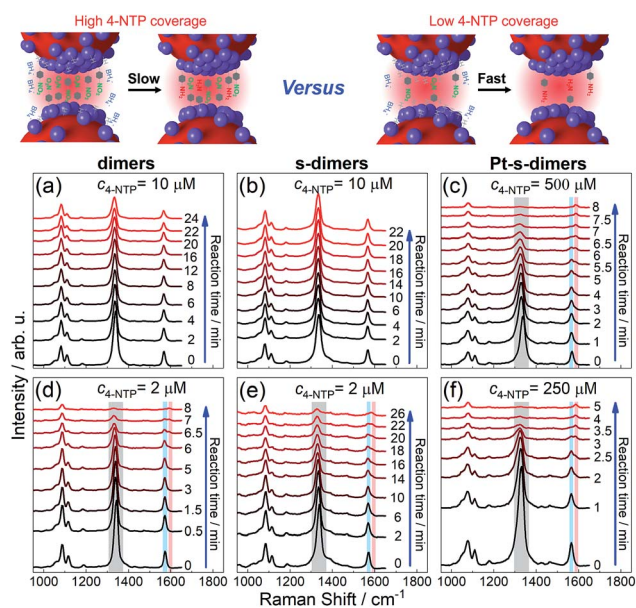 High 4-NTP coverage
Low 4-NTP coverage
Slow
Versus
Fast
dimers
s-dimers
Pt-s-dimers
(a) c4-NTP= 10 μM
24
22
20
16
12
8
6
4
2
0
Reaction time / min
(b) c4-NTP= 10 μM
22
20
18
16
14
10
6
4
2
0
Reaction time / min
(c) c4-NTP= 500 μM
8
7.5
7
6.5
6
5.5
5
4
3
2
1
0
Reaction time / min
Intensity / arb. u.
(d) c4-NTP= 2 μM
8
7
6.5
6
5
3
1.5
0.5
0
Reaction time / min
(e) c4-NTP= 2 μM
26
22
20
18
16
14
10
6
2
0
Reaction time / min
(f) c4-NTP= 250 μM
5
4
3.5
3
2.5
2
1
0
Reaction time / min
1000 1200 1400 1600
1000 1200 1400 1600
1000 1200 1400 1600 1800
Raman Shift / cm-1